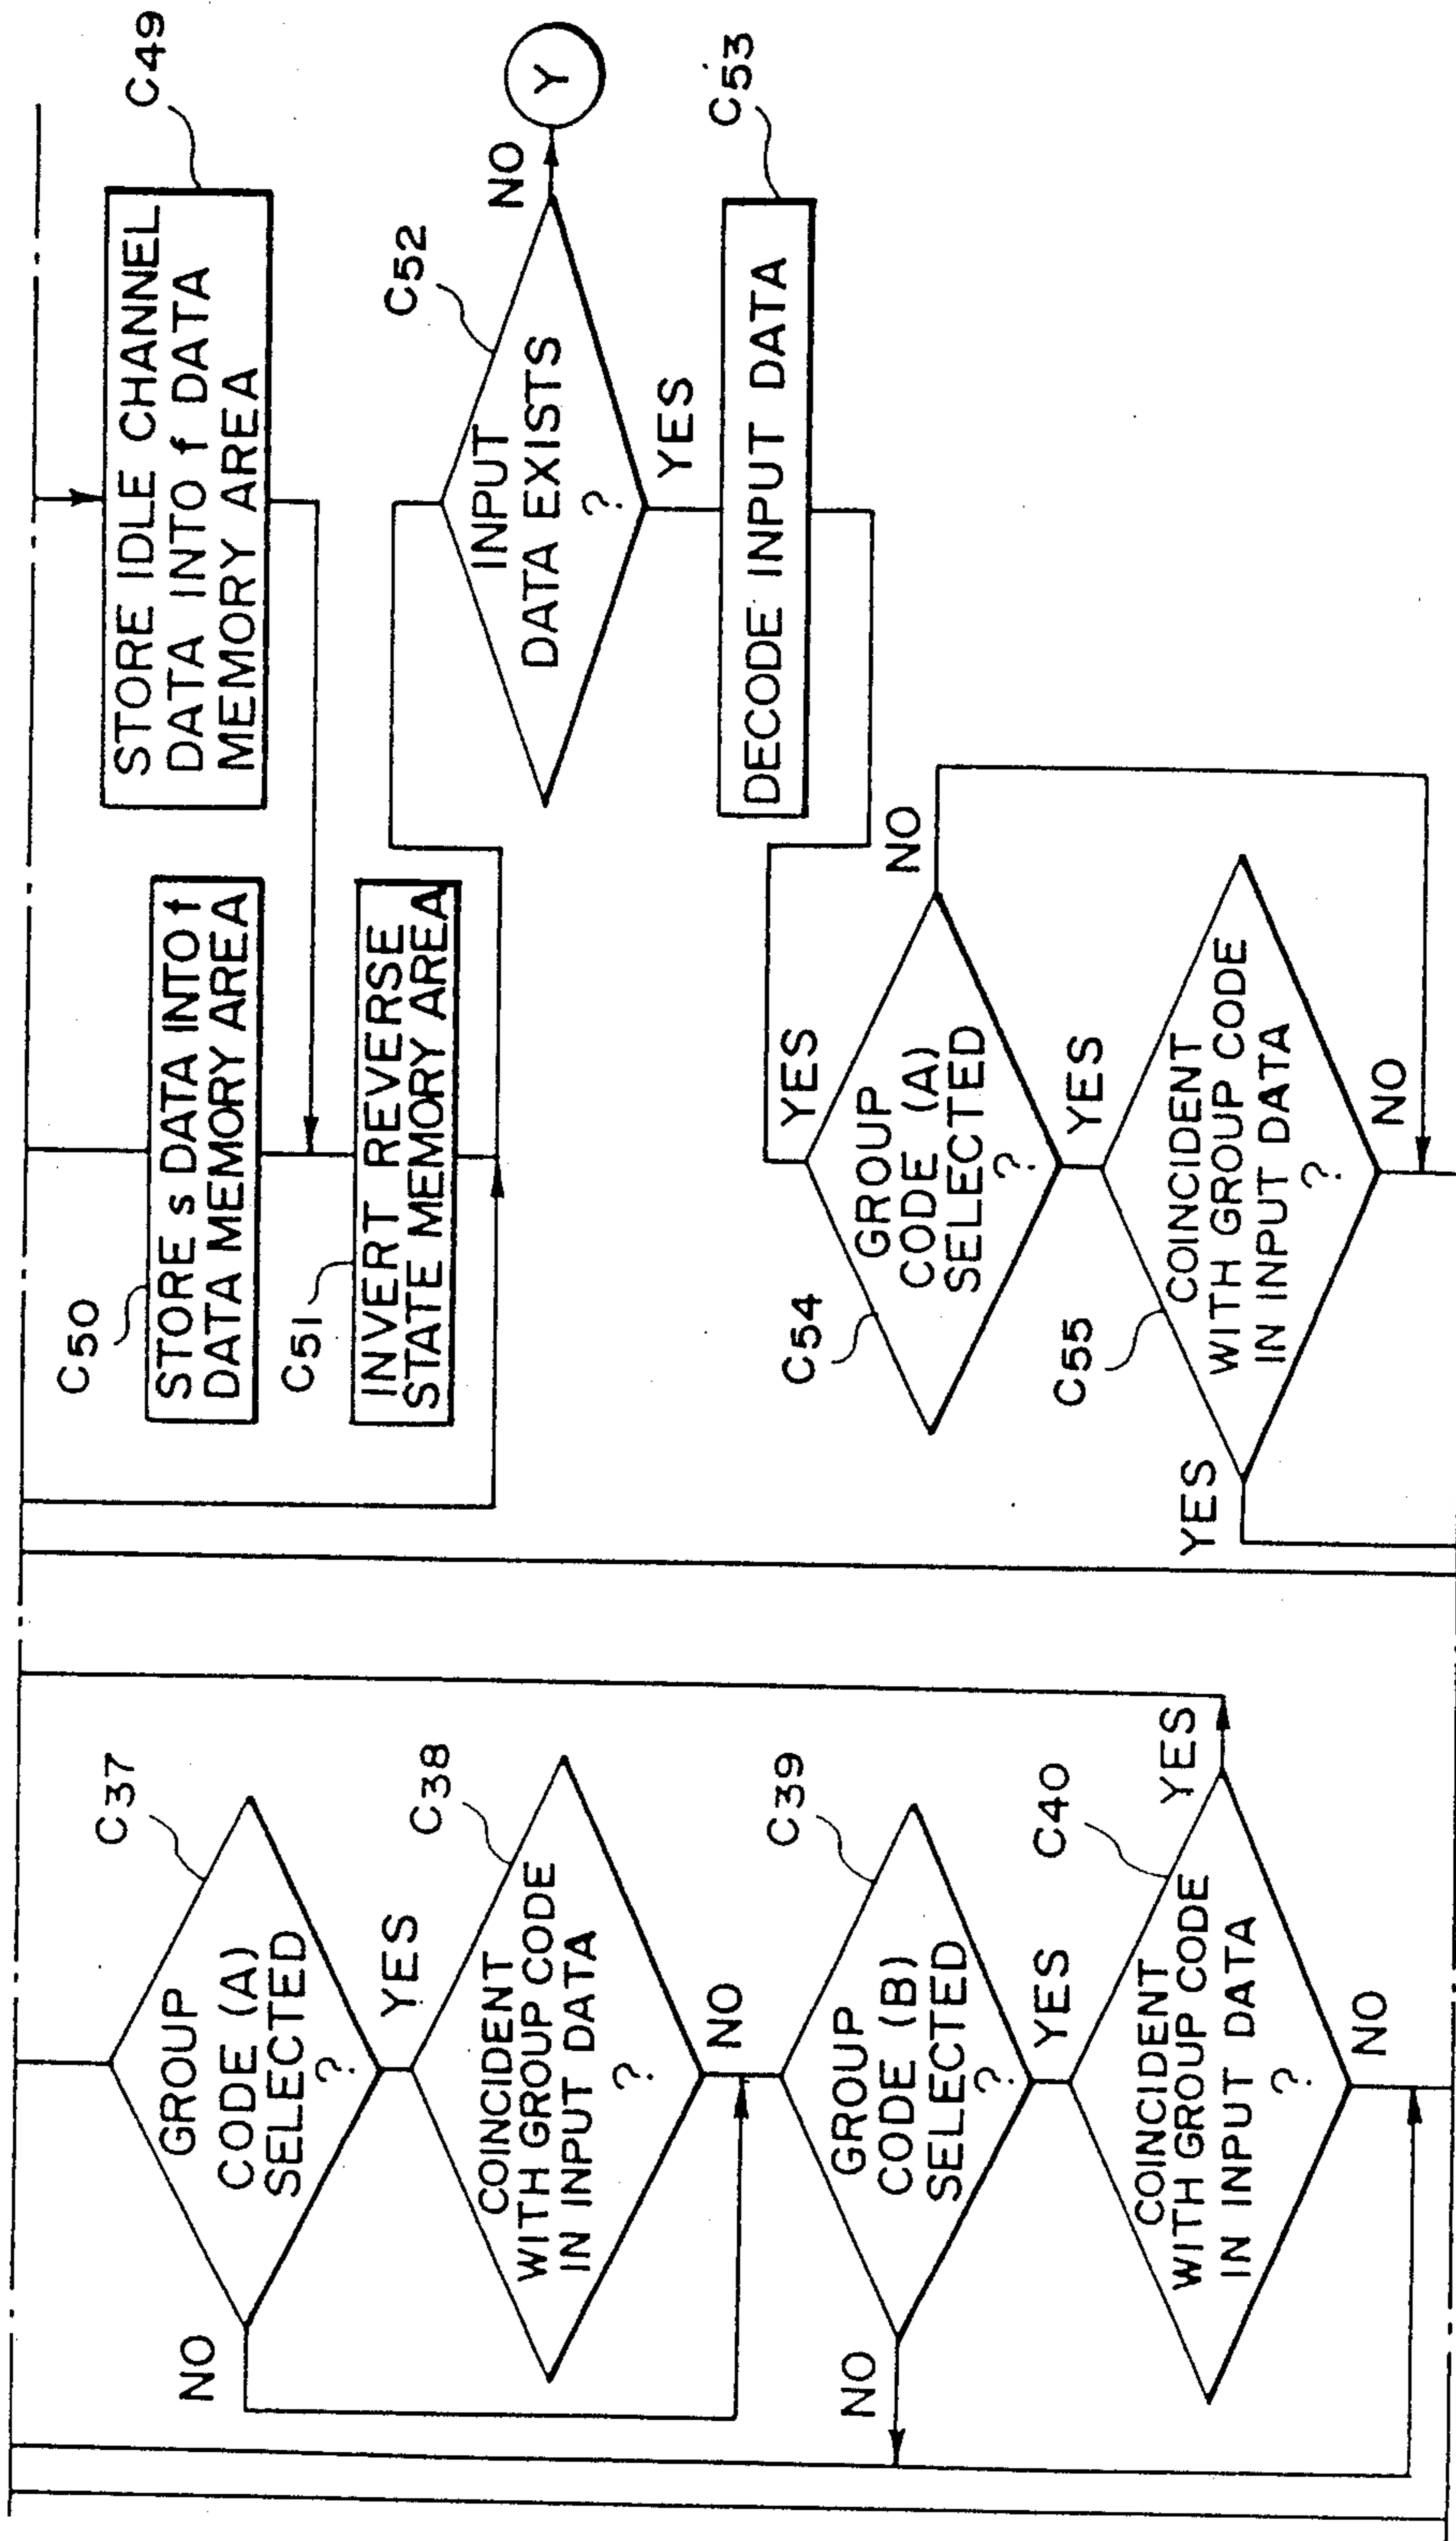 C37
GROUP
CODE (A)
SELECTED
?
NO
YES
C38
COINCIDENT
WITH GROUP CODE
IN INPUT DATA
?
NO
C39
GROUP
CODE (B)
SELECTED
?
NO
YES
C40
COINCIDENT
WITH GROUP CODE
IN INPUT DATA
?
YES
NO
C49
STORE IDLE CHANNEL
DATA INTO f DATA
MEMORY AREA
C50
STORE s DATA INTO f
DATA MEMORY AREA
C51
INVERT REVERSE
STATE MEMORY AREA
C52
INPUT
DATA EXISTS
?
NO
Y
YES
C53
DECODE INPUT DATA
YES
C54
GROUP
CODE (A)
SELECTED
?
NO
YES
C55
COINCIDENT
WITH GROUP CODE
IN INPUT DATA
?
YES
NO